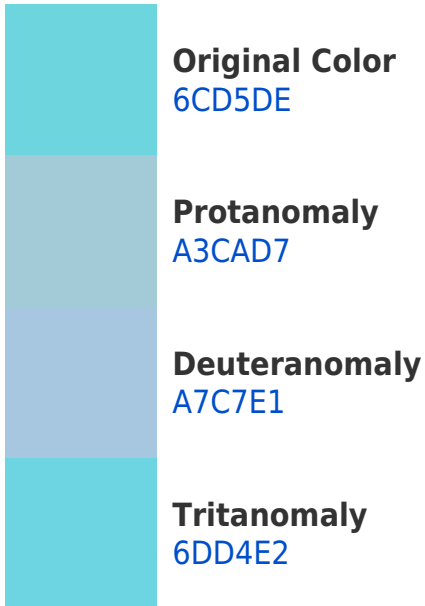 Original Color
6CD5DE
Protanomaly
A3CAD7
Deuteranomaly
A7C7E1
Tritanomaly
6DD4E2